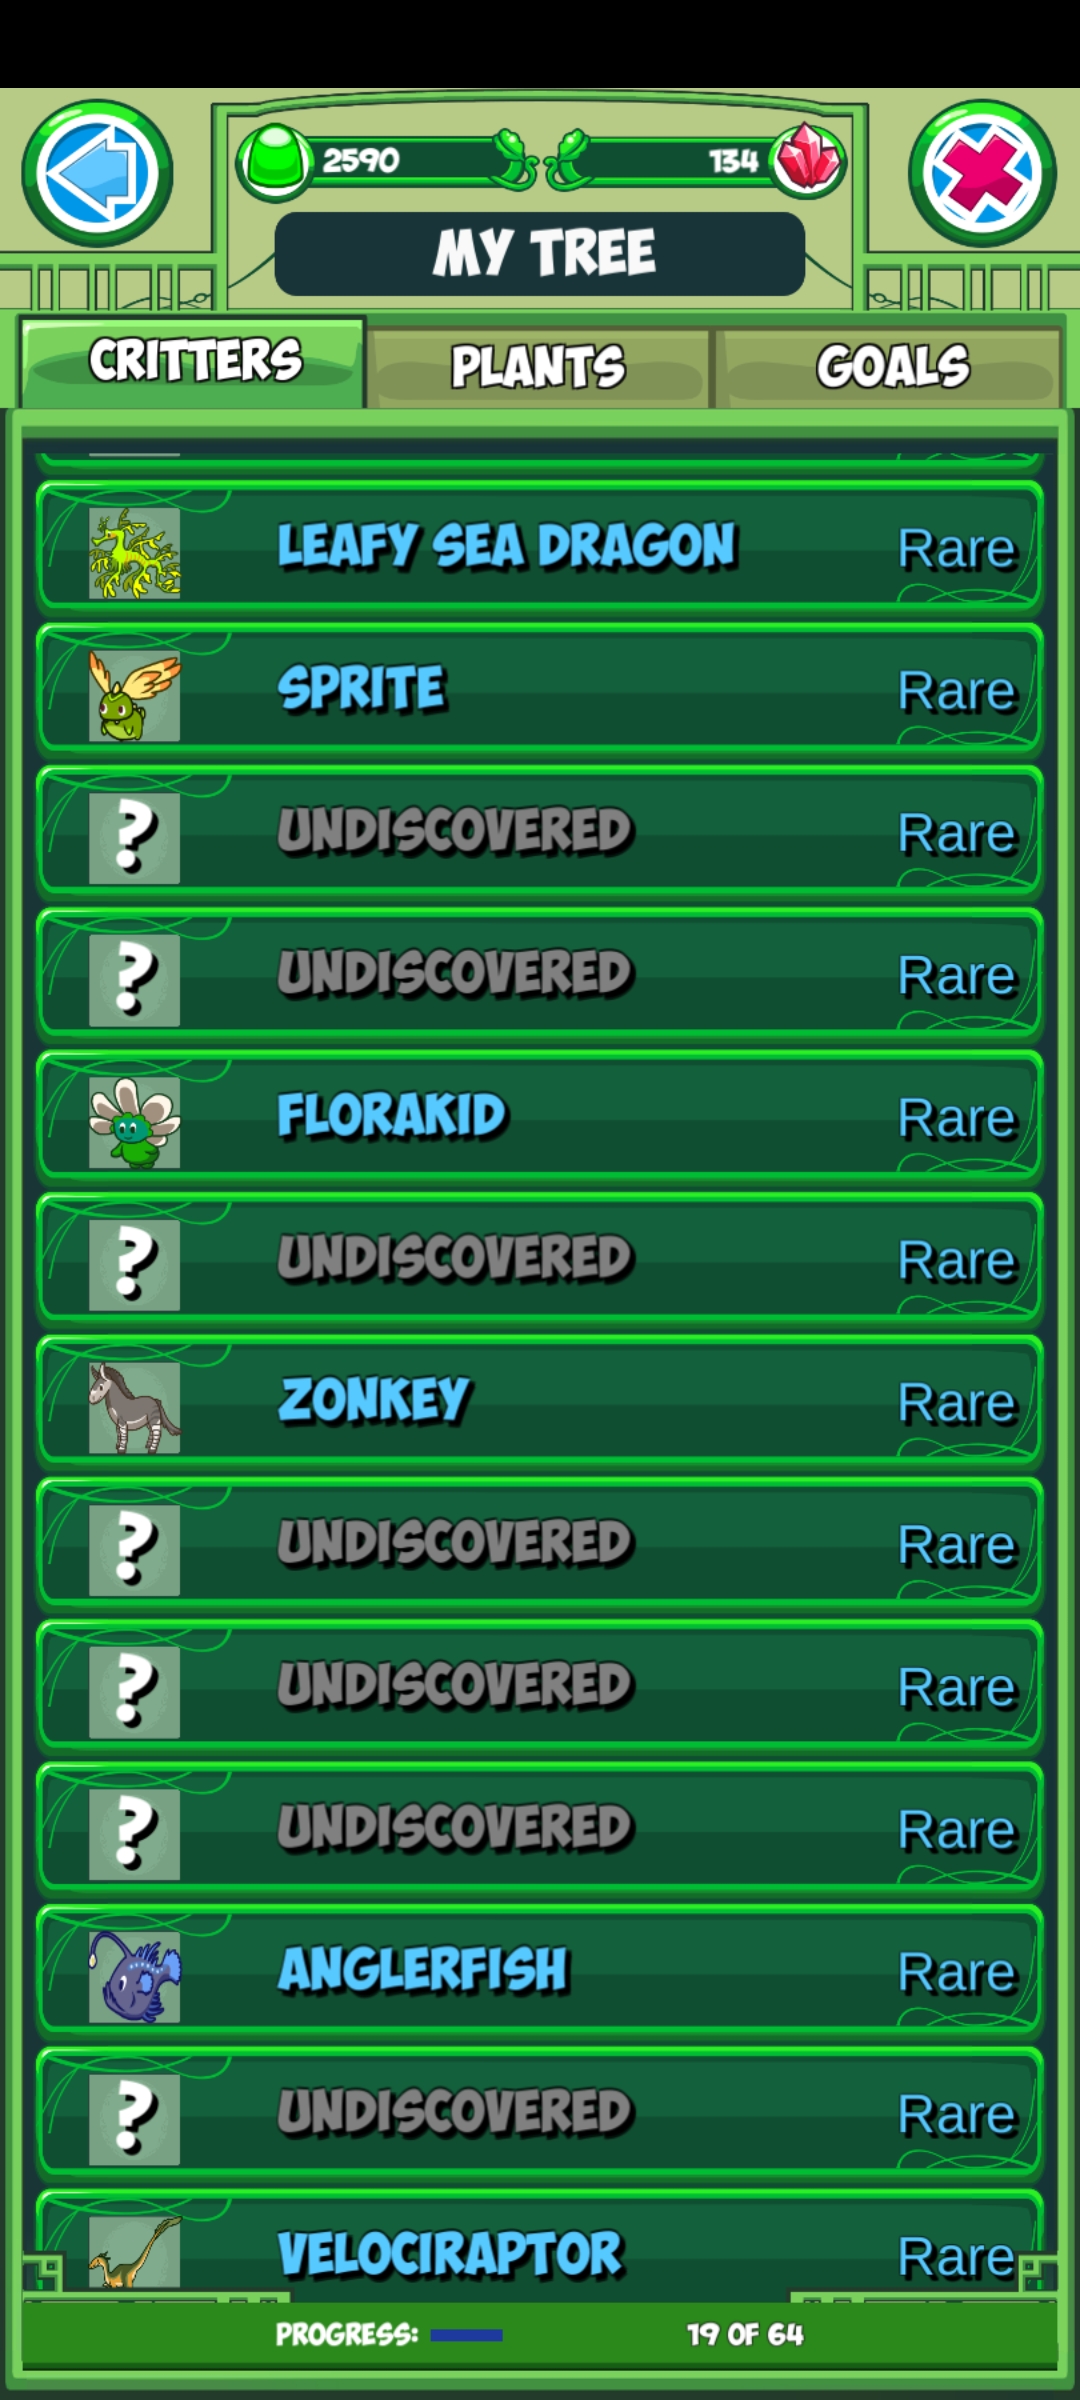 2590
134
MY TREE
CRITTERS
PLANTS
GOALS
LEAFY SEA DRAGON Rare
SPRITE Rare
? UNDISCOVERED Rare
? UNDISCOVERED Rare
FLORAKID Rare
? UNDISCOVERED Rare
ZONKEY Rare
? UNDISCOVERED Rare
? UNDISCOVERED Rare
? UNDISCOVERED Rare
ANGLERFISH Rare
? UNDISCOVERED Rare
VELOCIRAPTOR Rare
PROGRESS: 19 OF 64